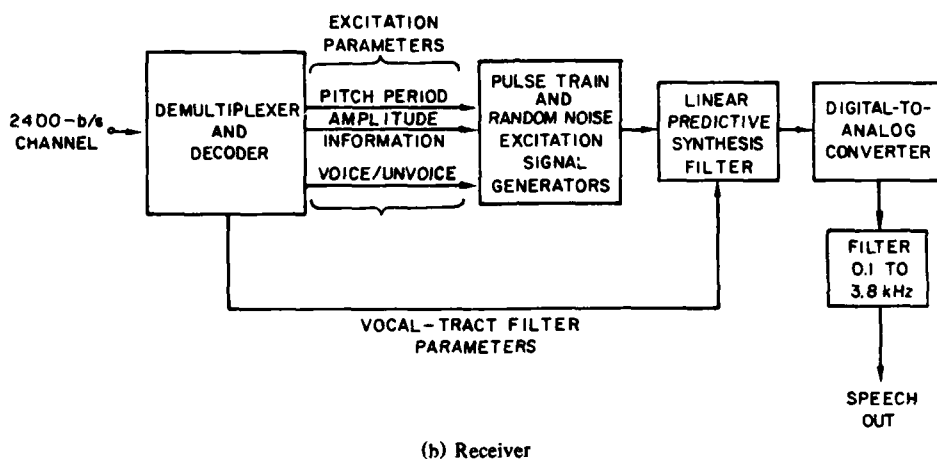 EXCITATION
PARAMETERS
2400-b/s
CHANNEL
DEMULTIPLEXER
AND
DECODER
PITCH PERIOD
AMPLITUDE
INFORMATION
VOICE/UNVOICE
PULSE TRAIN
AND
RANDOM NOISE
EXCITATION
SIGNAL
GENERATORS
LINEAR
PREDICTIVE
SYNTHESIS
FILTER
DIGITAL-TO-
ANALOG
CONVERTER
FILTER
0.1 TO
3.8 kHz
VOCAL-TRACT FILTER
PARAMETERS
SPEECH
OUT
(b) Receiver